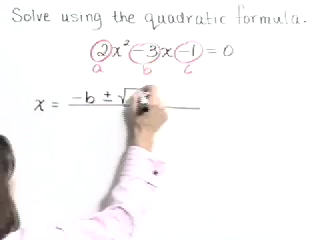 Solve using the quadratic formula.
2x² - 3x - 1 = 0
a b c
x = -b ± √